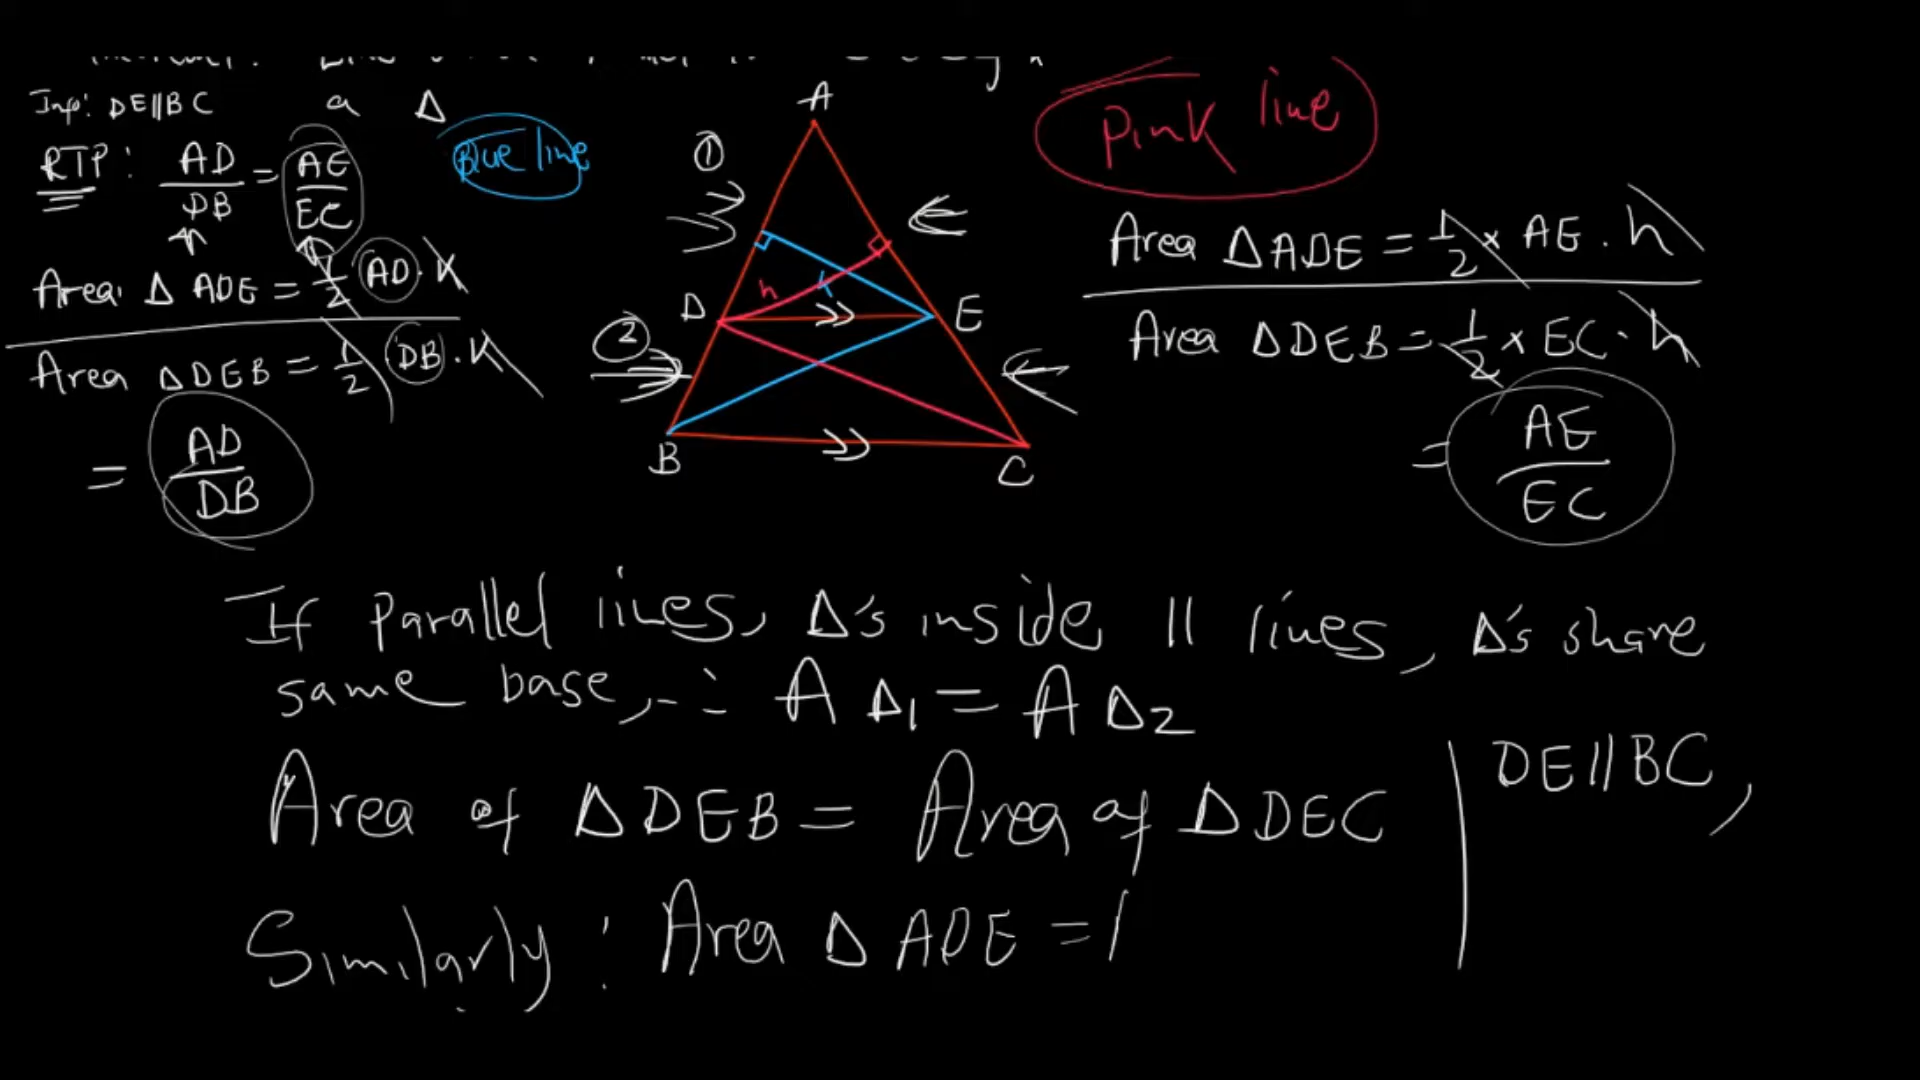 Inf: DE||BC a Δ
Blue line
Pink line
RTP: AD/DB = AE/EC
Area Δ ADE = 1/2 AD · k
Area ΔDEB = 1/2 DB · k
= AD/DB
A
①
②
D
E
h
k
B
C
Area ΔADE = 1/2 × AE · h
Area ΔDEB = 1/2 × EC · h
= AE/EC
If parallel lines, Δ's inside || lines, Δ's share
same base, ∴ A Δ1 = A Δ2
Area of ΔDEB = Area of ΔDEC
DE||BC,
Similarly: Area Δ ADE =